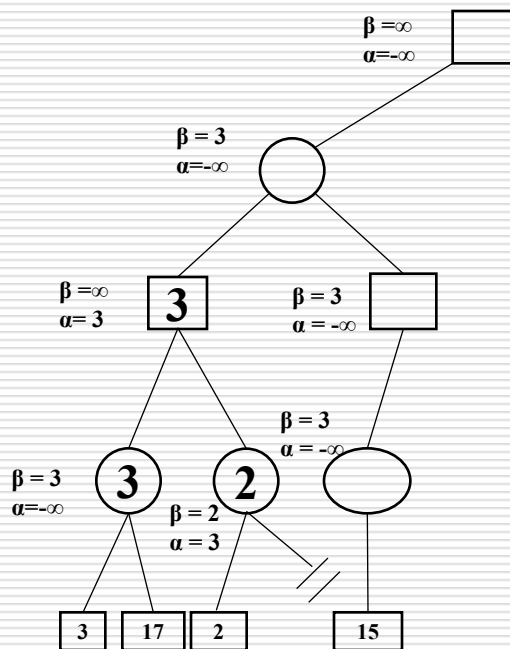 β =∞
α=-∞
β = 3
α=-∞
β =∞
α= 3
3
β = 3
α = -∞
β = 3
α = -∞
β = 3
α=-∞
3
2
β = 2
α = 3
3
17
2
15